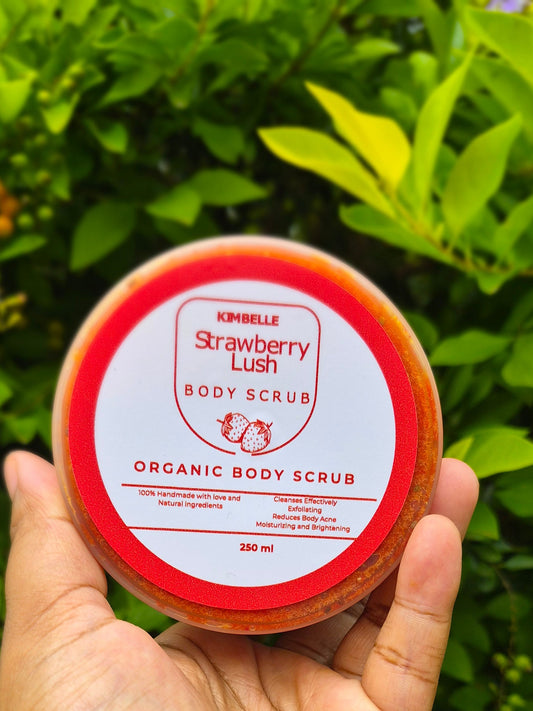 KIMBELLE
Strawberry
Lush
BODY SCRUB
ORGANIC BODY SCRUB
100% Handmade with love and
Natural ingredients
Cleanses Effectively
Exfoliating
Reduces Body Acne
Moisturizing and Brightening
250 ml